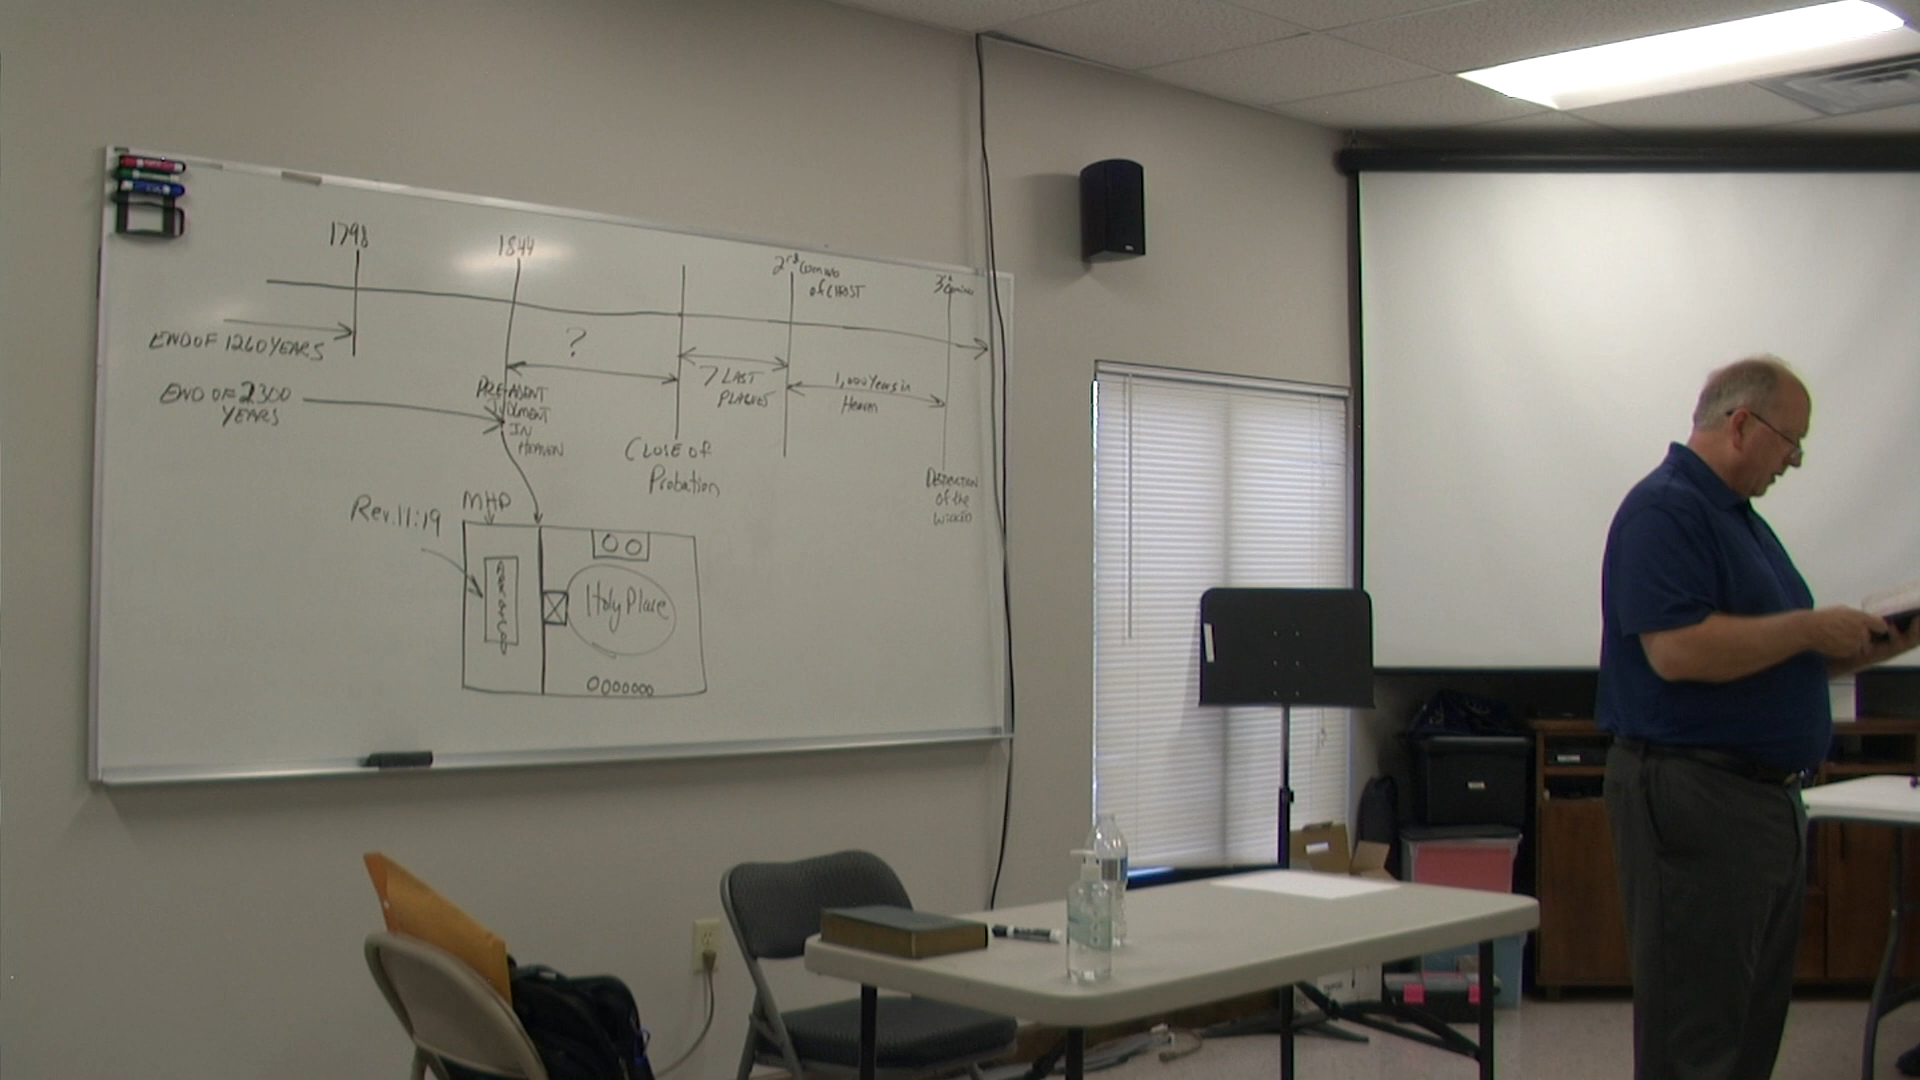 1798
1844
2nd Coming
of CHRIST
3rd Coming
END OF 1260 YEARS
?
7 LAST
PLAGUES
1,000 Years in
Heaven
END OF 2300
YEARS
PRE-ADVENT
JUDGMENT
IN
HEAVEN
CLOSE of
Probation
DESTRUCTION
of the
WICKED
Rev. 11:19
MHP
Holy Place